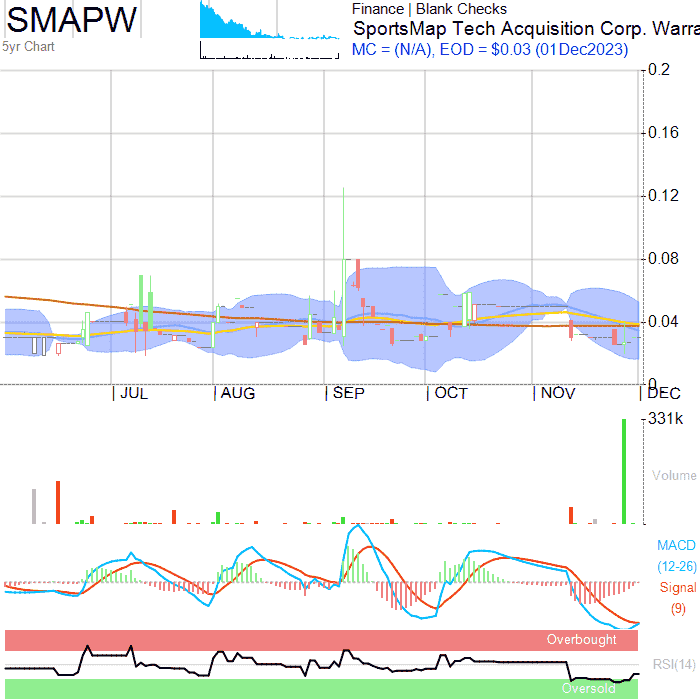 SMAPW
5yr Chart
Finance | Blank Checks
SportsMap Tech Acquisition Corp. Warra
MC = (N/A), EOD = $0.03 (01Dec2023)
0.2
0.16
0.12
0.08
0.04
0
JUL AUG SEP OCT NOV DEC
331k
Volume
MACD
(12-26)
Signal
(9)
Overbought
RSI(14)
Oversold